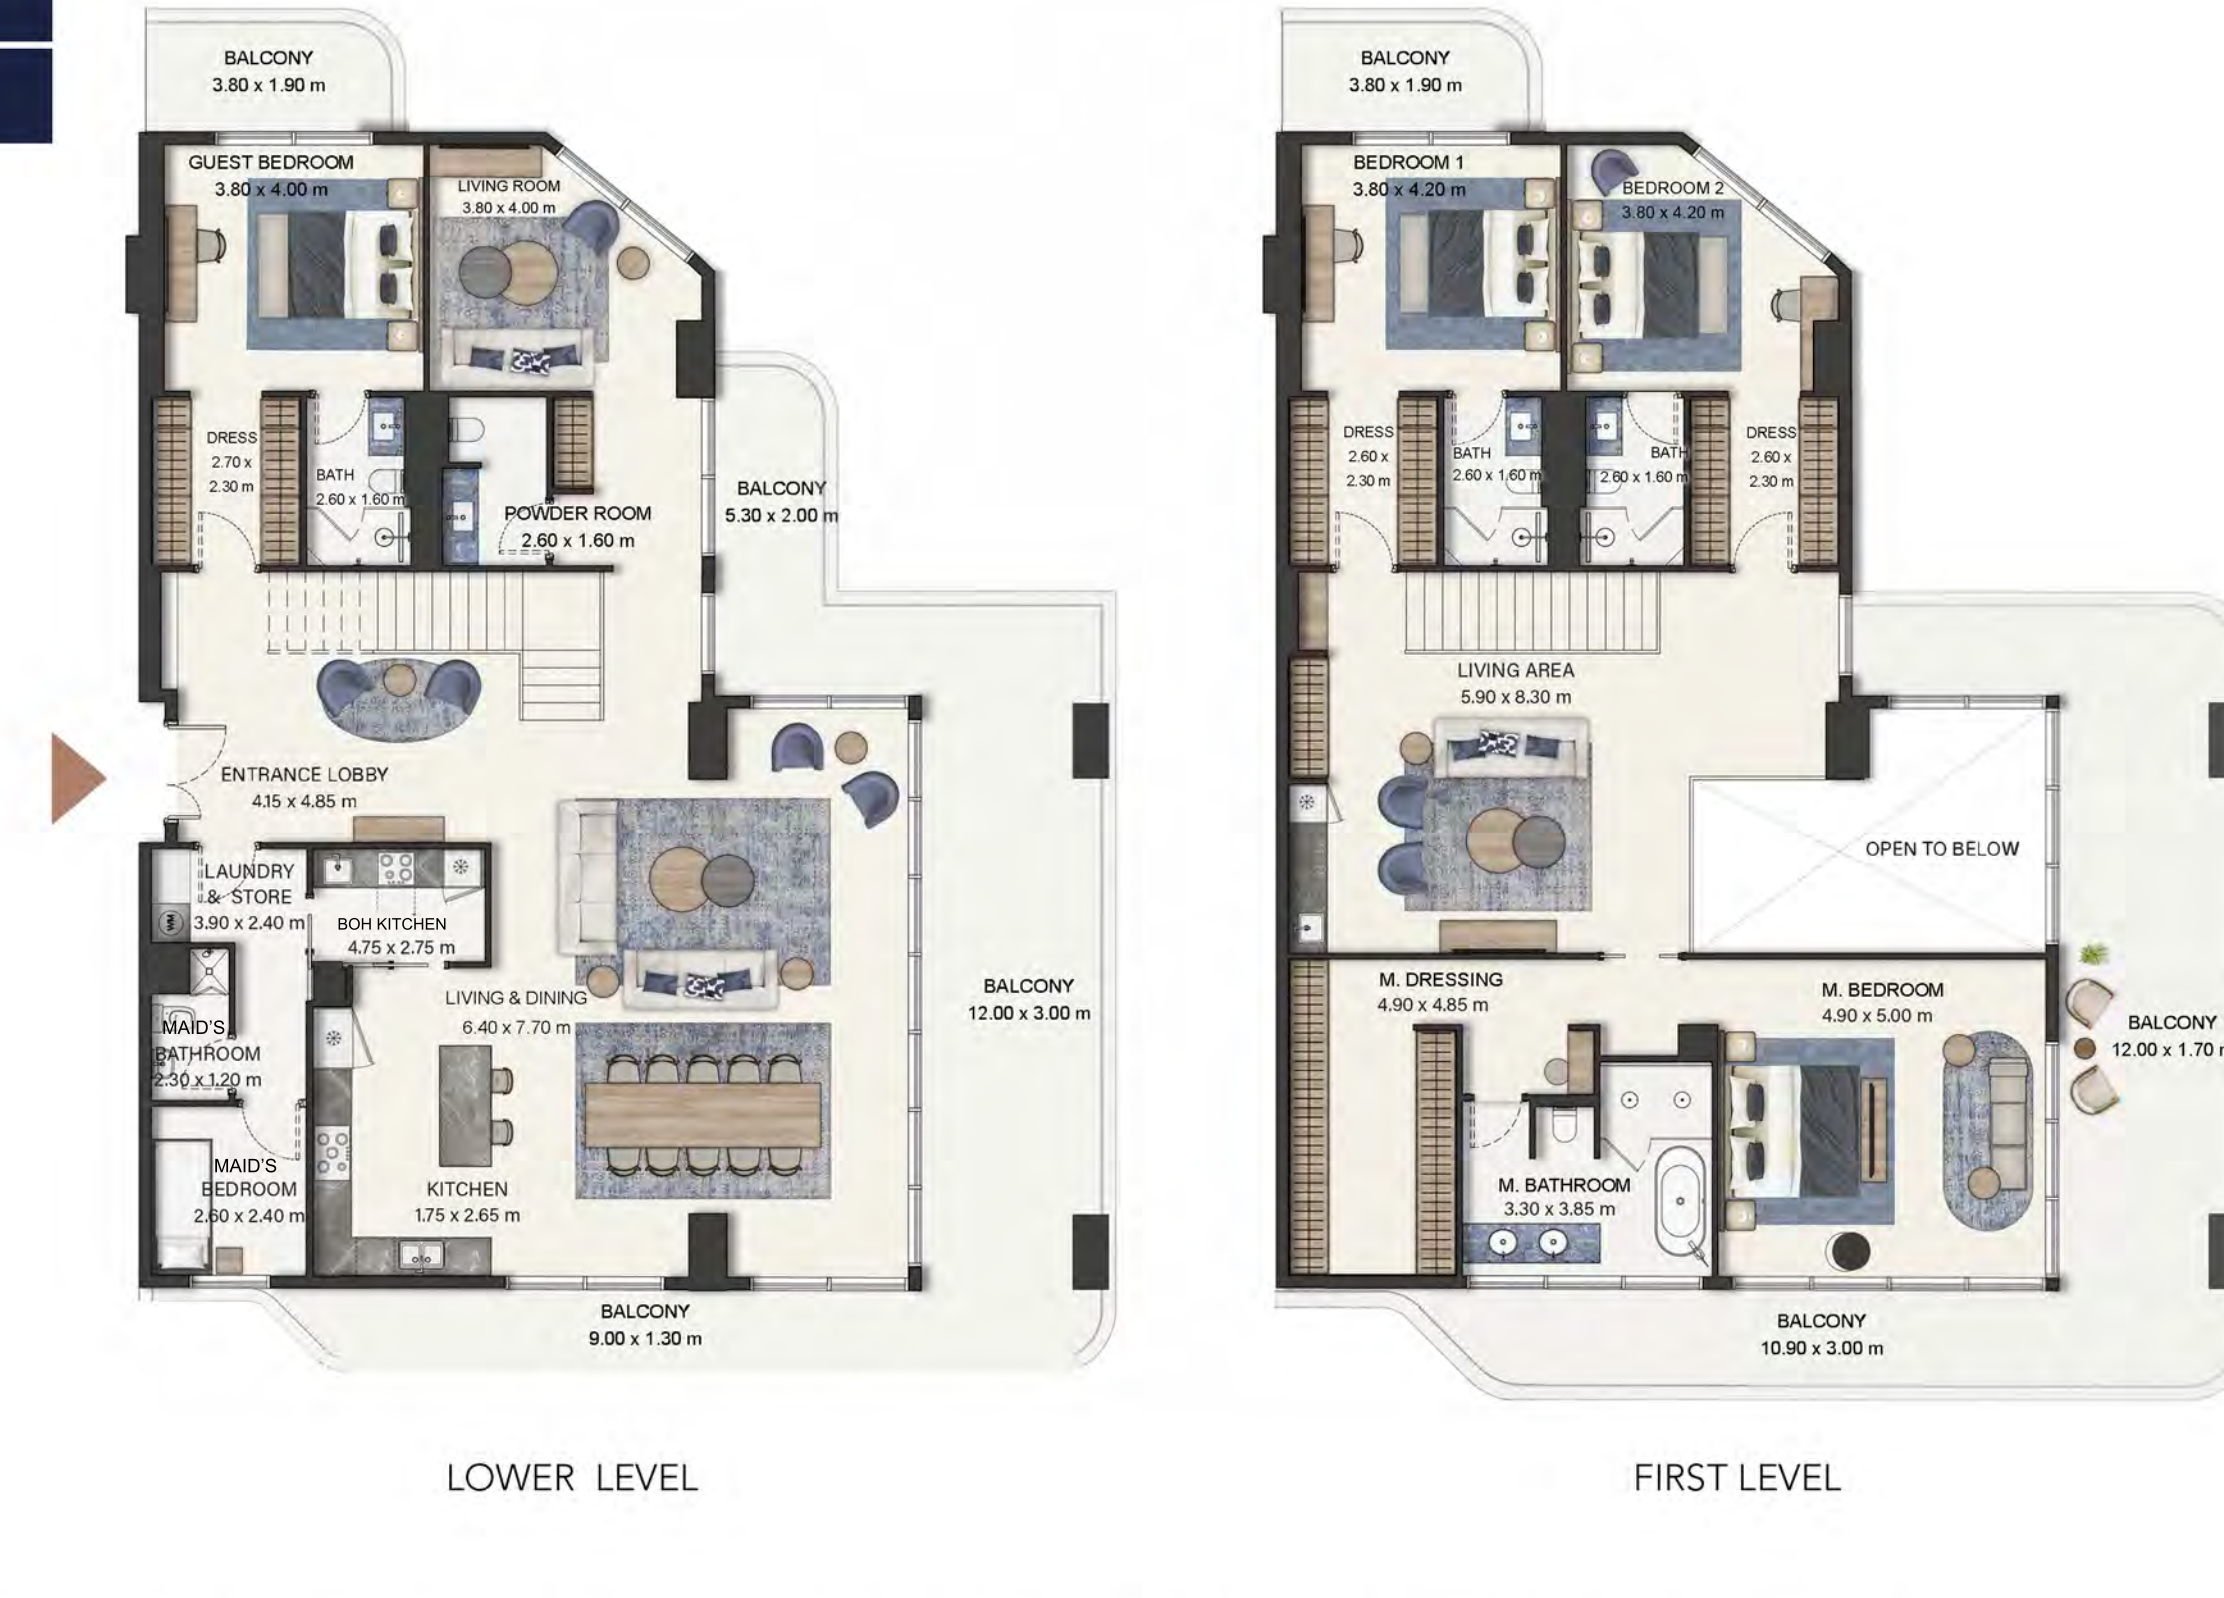 BALCONY
3.80 x 1.90 m
GUEST BEDROOM
3.80 x 4.00 m
LIVING ROOM
3.80 x 4.00 m
DRESS
2.70 x
2.30 m
BATH
2.60 x 1.60 m
POWDER ROOM
2.60 x 1.60 m
BALCONY
5.30 x 2.00 m
ENTRANCE LOBBY
4.15 x 4.85 m
LAUNDRY
& STORE
3.90 x 2.40 m
WM
BOH KITCHEN
4.75 x 2.75 m
LIVING & DINING
6.40 x 7.70 m
MAID'S
BATHROOM
2.30 x 1.20 m
MAID'S
BEDROOM
2.60 x 2.40 m
KITCHEN
1.75 x 2.65 m
BALCONY
12.00 x 3.00 m
BALCONY
9.00 x 1.30 m
LOWER LEVEL
BALCONY
3.80 x 1.90 m
BEDROOM 1
3.80 x 4.20 m
BEDROOM 2
3.80 x 4.20 m
DRESS
2.60 x
2.30 m
BATH
2.60 x 1.60 m
BATH
2.60 x 1.60 m
DRESS
2.60 x
2.30 m
LIVING AREA
5.90 x 8.30 m
OPEN TO BELOW
M. DRESSING
4.90 x 4.85 m
M. BEDROOM
4.90 x 5.00 m
M. BATHROOM
3.30 x 3.85 m
BALCONY
12.00 x 1.70
BALCONY
10.90 x 3.00 m
FIRST LEVEL